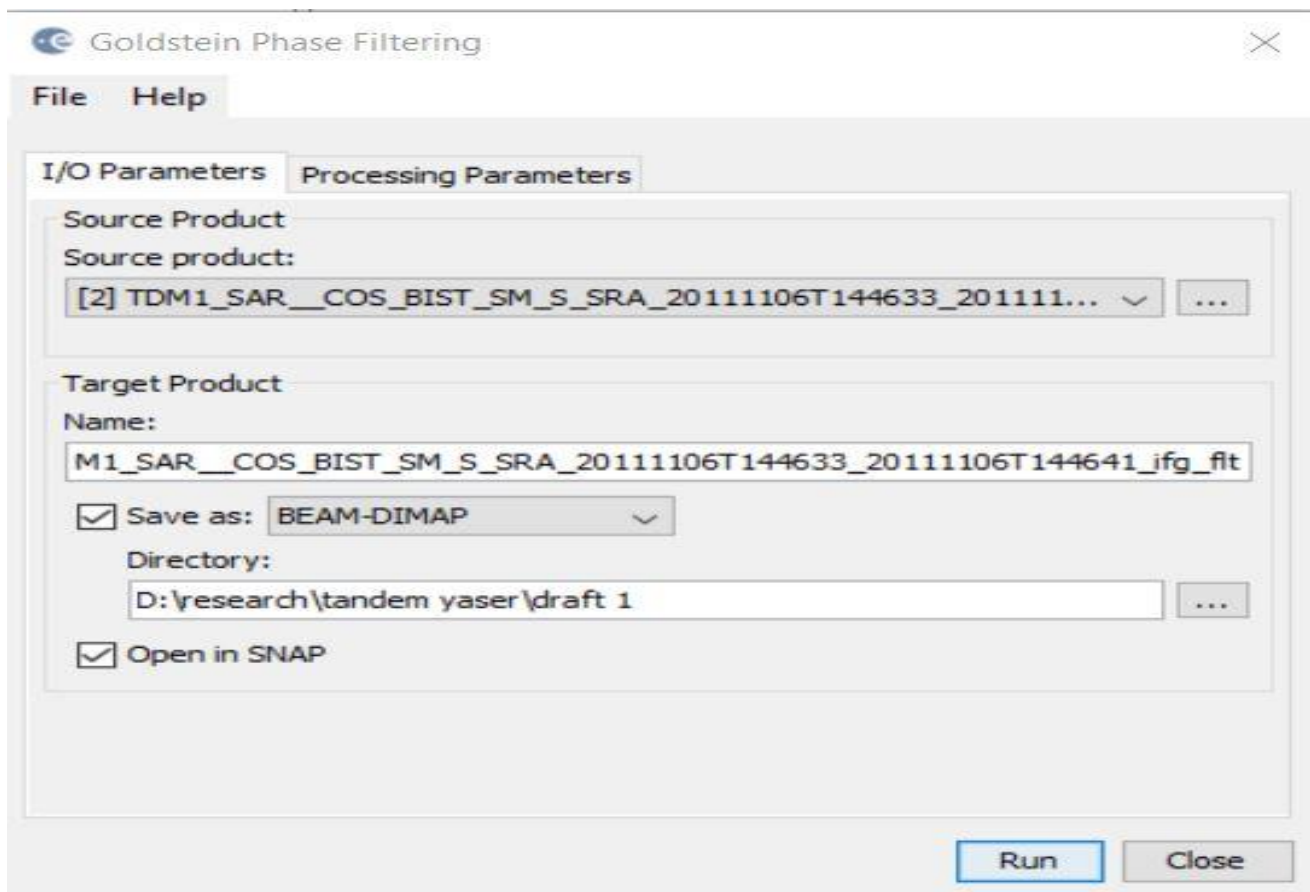 Goldstein Phase Filtering
File Help
I/O Parameters Processing Parameters
Source Product
Source product:
[2] TDM1_SAR__COS_BIST_SM_S_SRA_20111106T144633_201111... ...
Target Product
Name:
M1_SAR__COS_BIST_SM_S_SRA_20111106T144633_20111106T144641_ifg_flt
Save as: BEAM-DIMAP
Directory:
D:\research\tandem yaser\draft 1 ...
Open in SNAP
Run Close